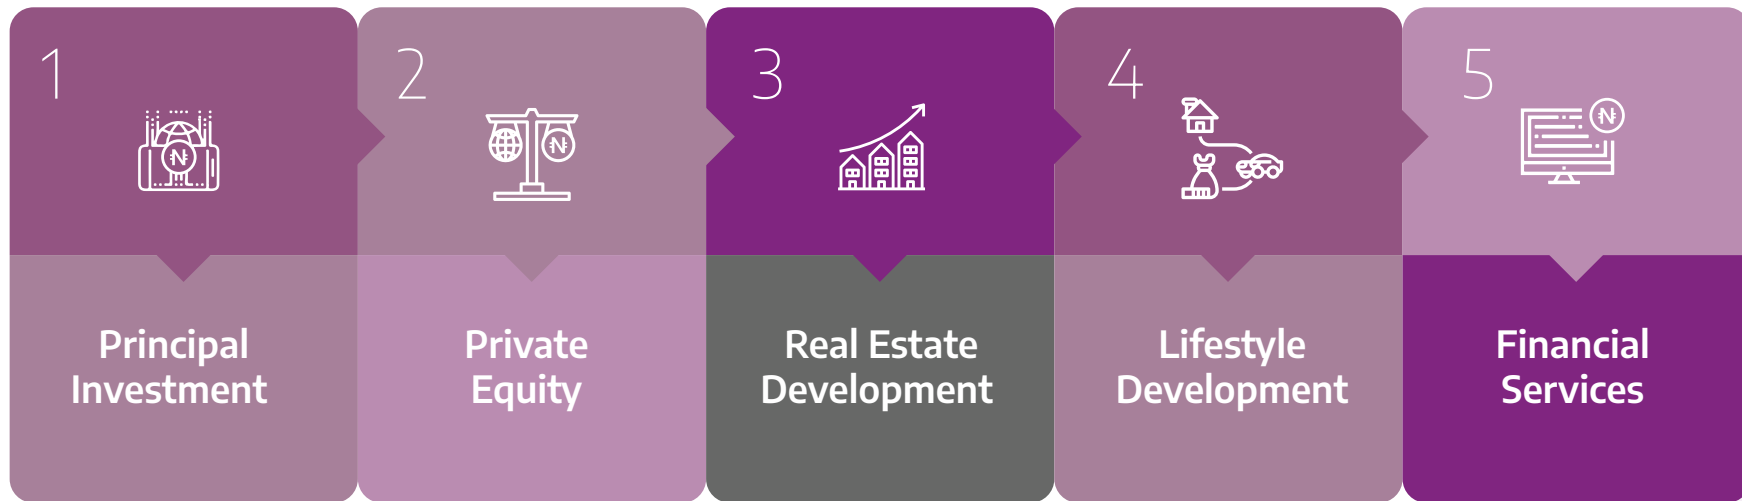 1
Principal
Investment
2
Private
Equity
3
Real Estate
Development
4
Lifestyle
Development
5
Financial
Services